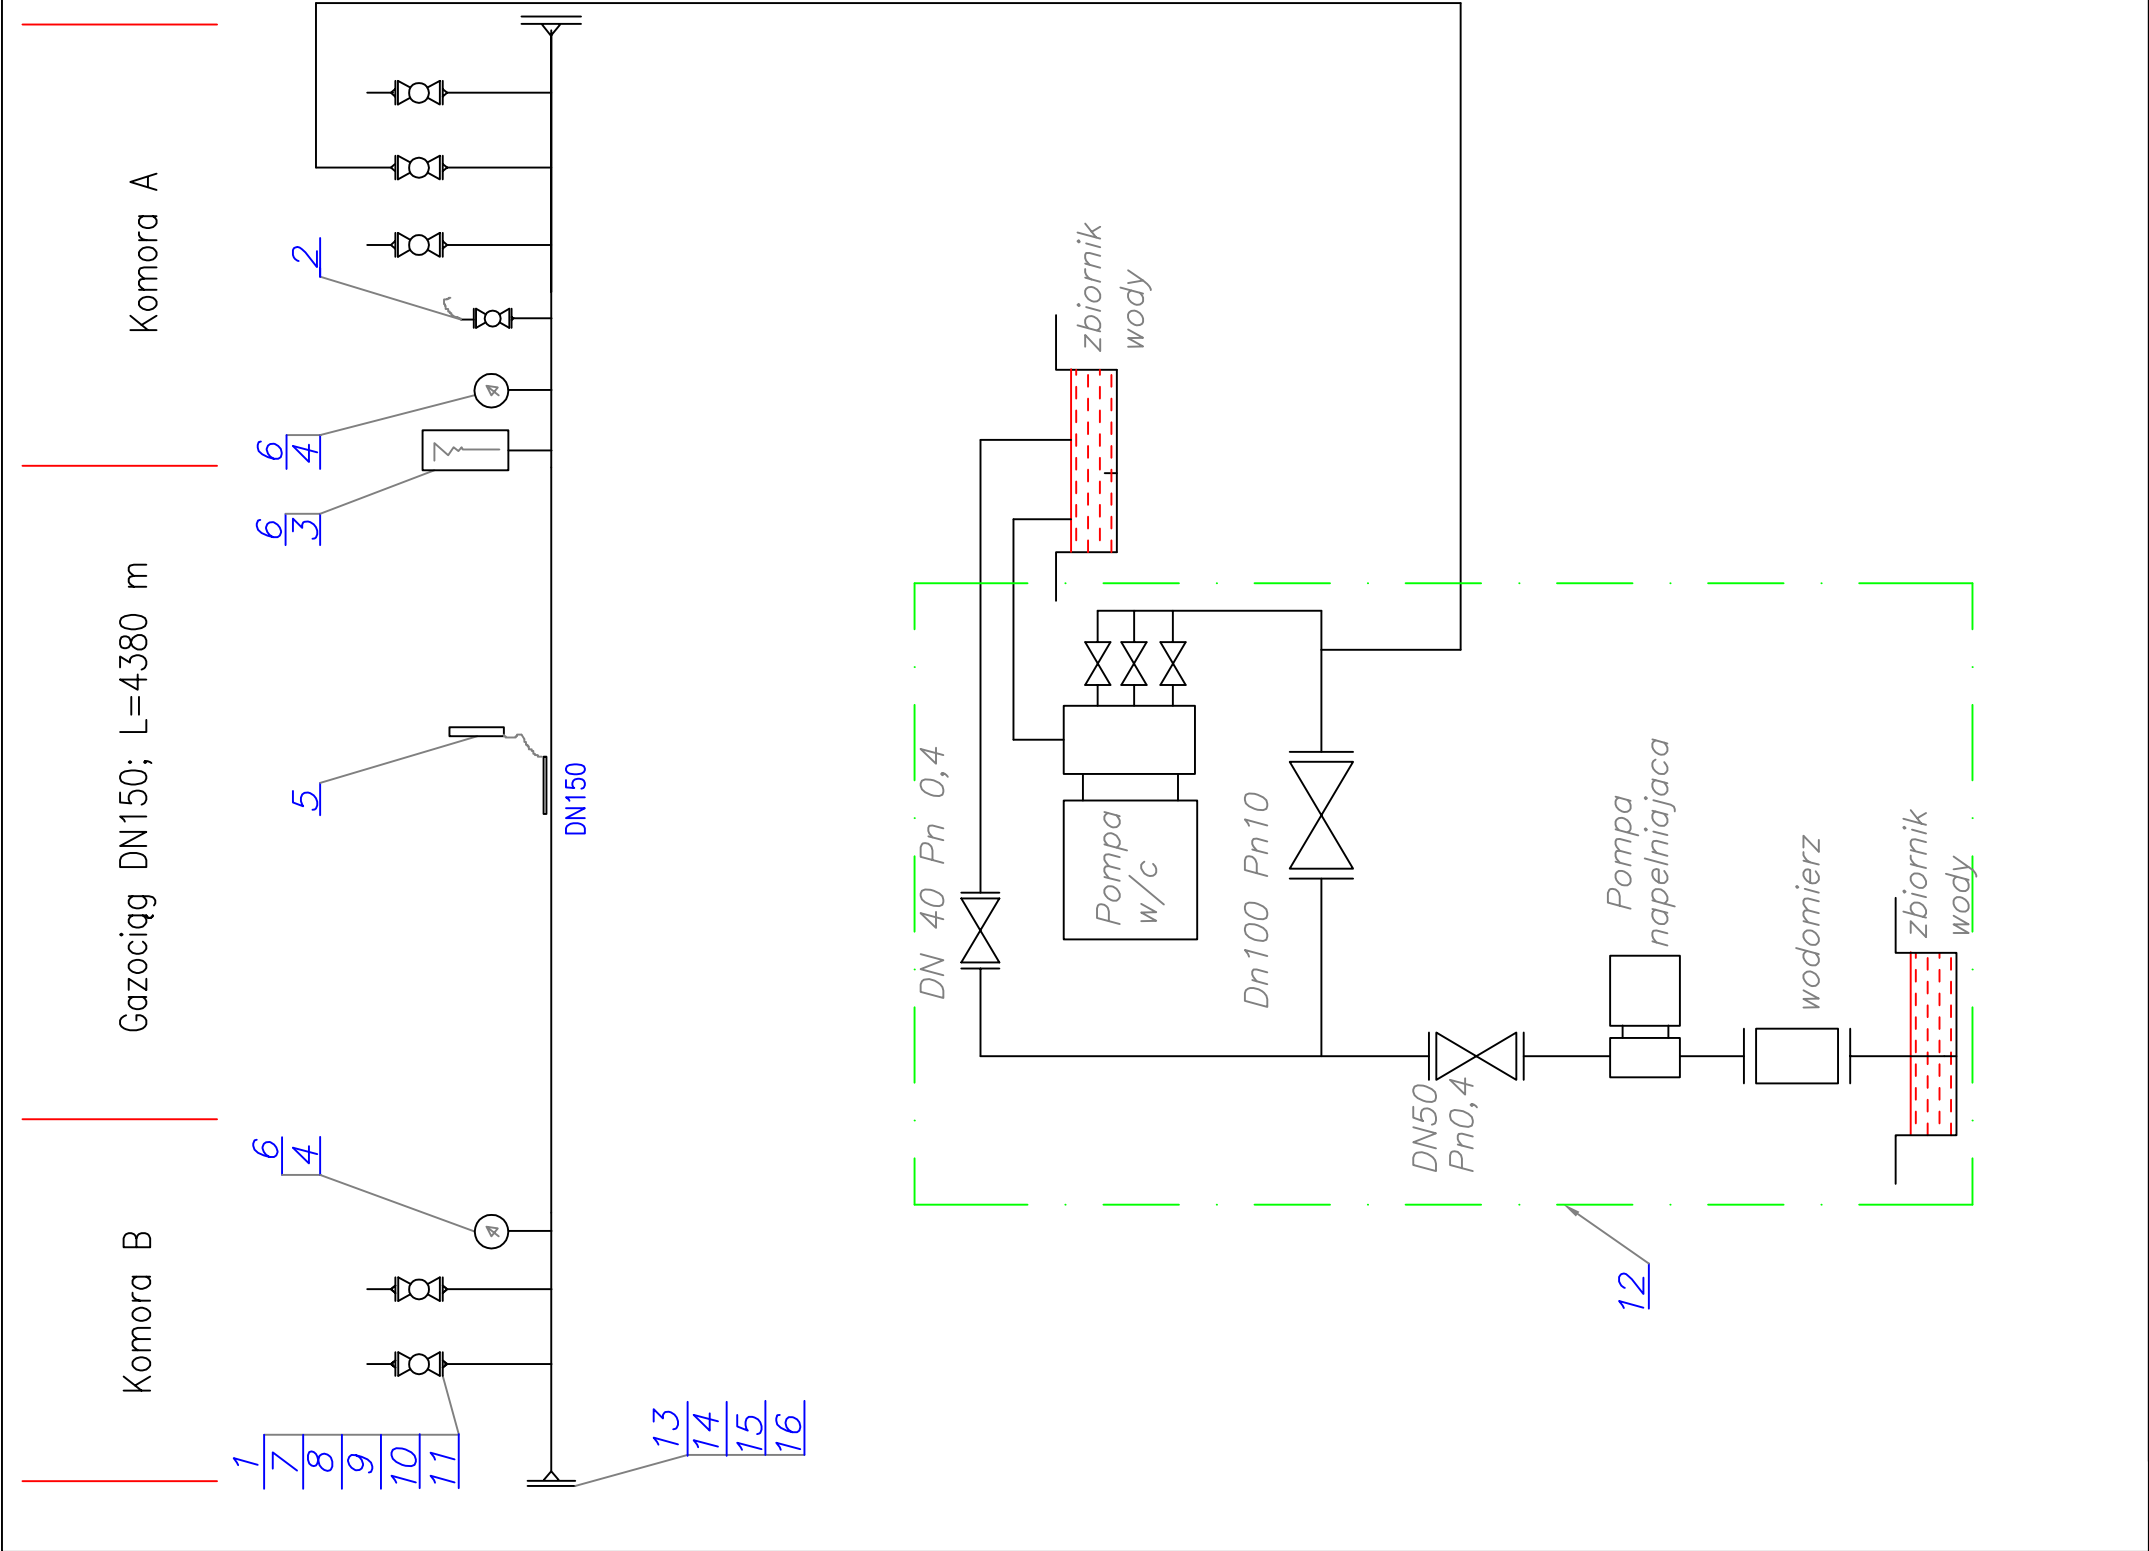 Komora B
Gazociąg DN150; L=4380 m
Komora A
1
7
8
9
10
11
6
4
5
6
3
6
4
2
DN150
13
14
15
16
DN 40 Pn 0,4
zbiornik
wody
Pompa
w/c
Dn100 Pn10
DN50
Pn0,4
Pompa
napelniajaca
wodomierz
zbiornik
wody
12